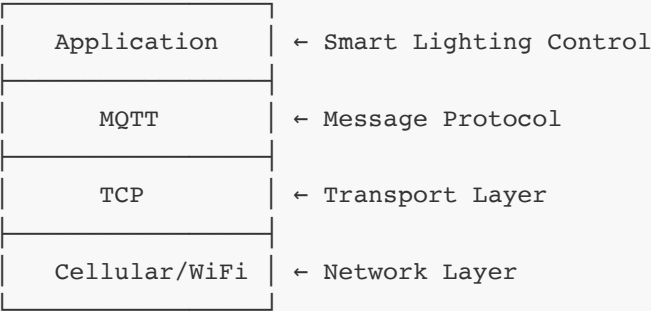 Application ← Smart Lighting Control
MQTT ← Message Protocol
TCP ← Transport Layer
Cellular/WiFi ← Network Layer